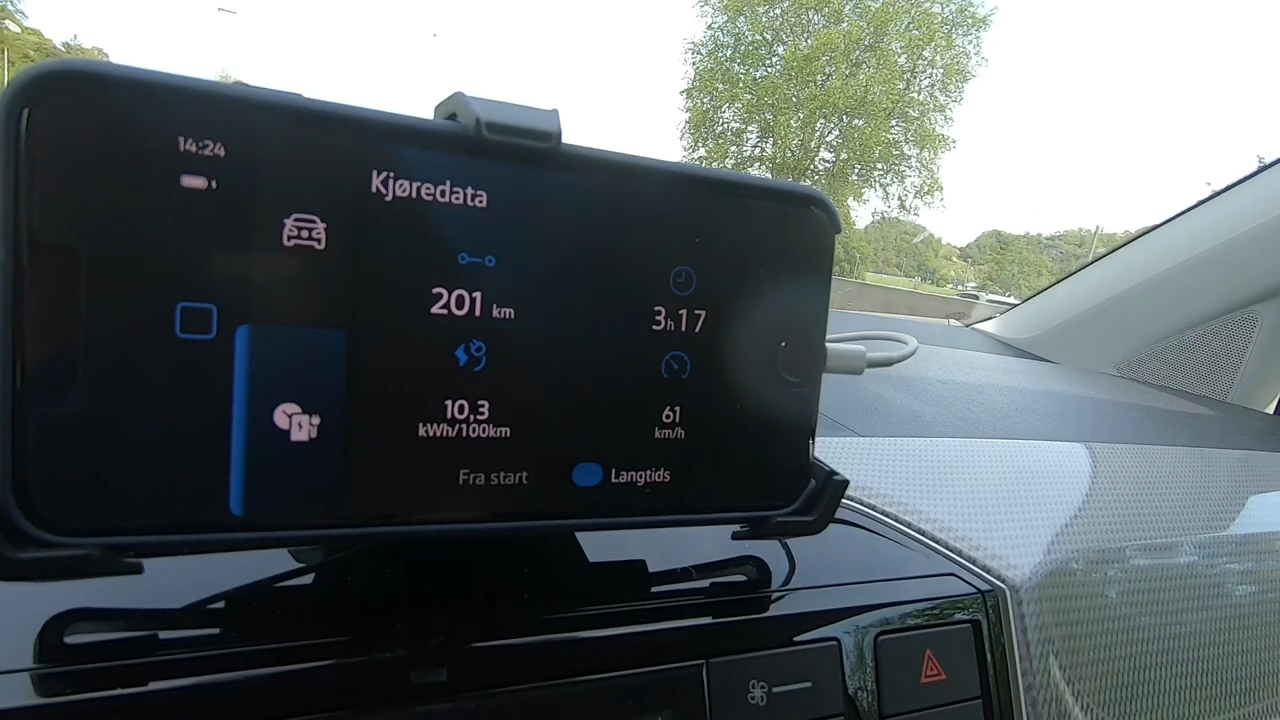 14:24
Kjøredata
201 km
3h17
10,3
kWh/100km
61
km/h
Fra start
Langtids